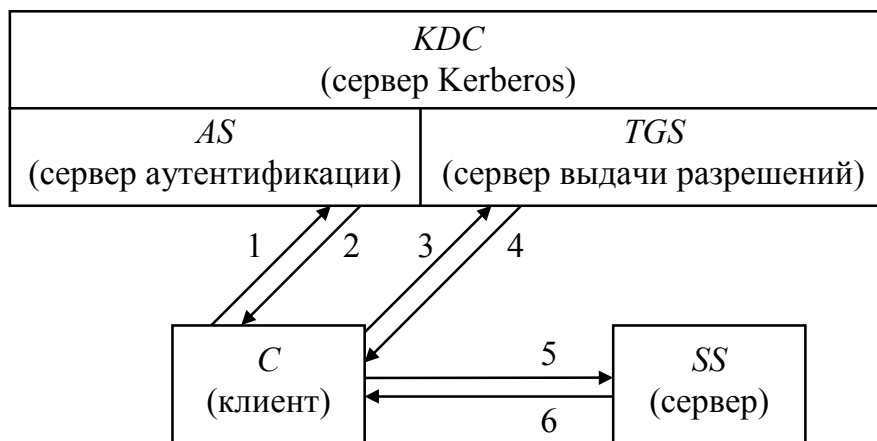 KDC
(сервер Kerberos)
AS
(сервер аутентификации)
TGS
(сервер выдачи разрешений)
1
2
3
4
C
(клиент)
5
6
SS
(сервер)